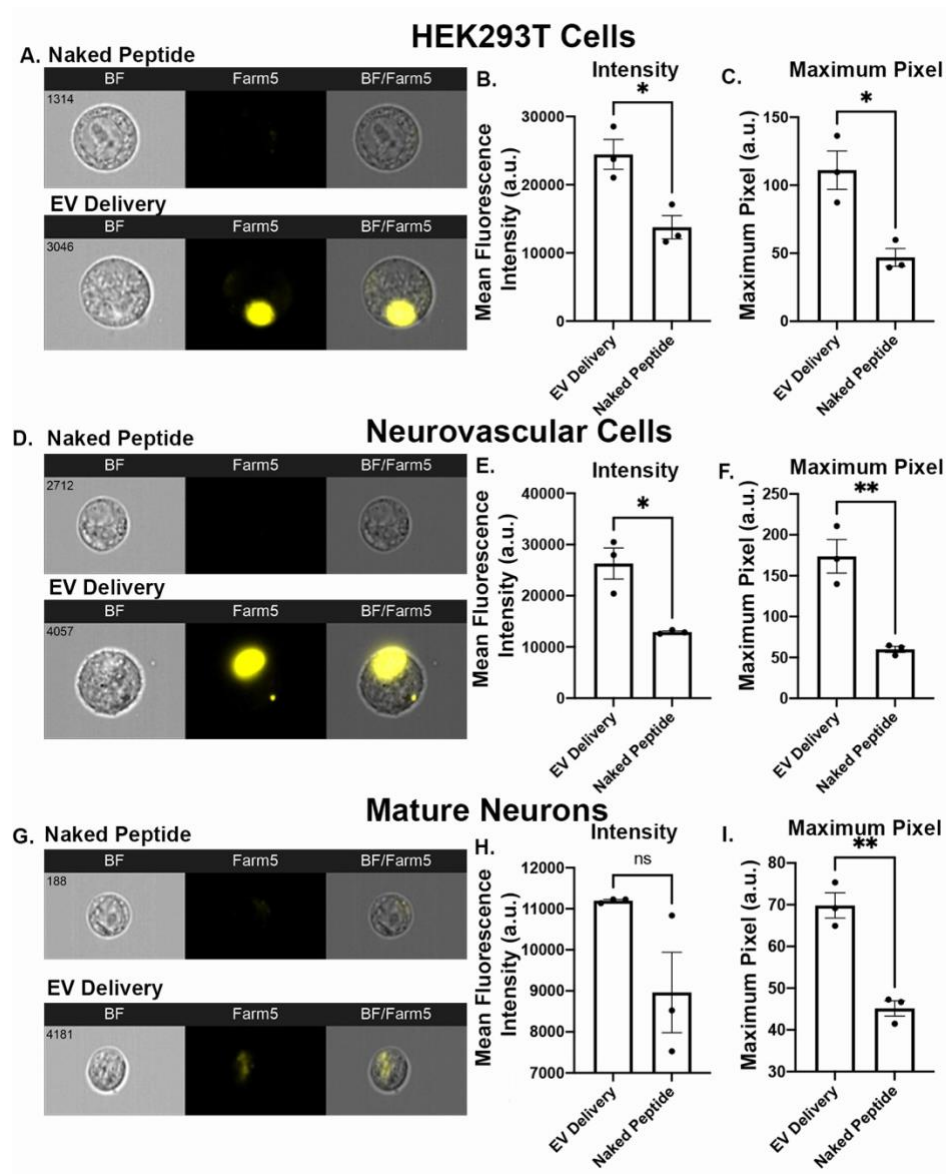 HEK293T Cells
A. Naked Peptide
BF Farm5 BF/Farm5
1314
EV Delivery
BF Farm5 BF/Farm5
3046
B.
Intensity
*
Mean Fluorescence
Intensity (a.u.)
30000
20000
10000
0
EV Delivery
Naked Peptide
C.
Maximum Pixel
*
Maximum Pixel (a.u.)
150
100
50
0
EV Delivery
Naked Peptide
Neurovascular Cells
D. Naked Peptide
BF Farm5 BF/Farm5
2712
EV Delivery
BF Farm5 BF/Farm5
4057
E.
Intensity
*
Mean Fluorescence
Intensity (a.u.)
40000
30000
20000
10000
0
EV Delivery
Naked Peptide
F.
Maximum Pixel
**
Maximum Pixel (a.u.)
250
200
150
100
50
0
EV Delivery
Naked Peptide
Mature Neurons
G. Naked Peptide
BF Farm5 BF/Farm5
188
EV Delivery
BF Farm5 BF/Farm5
4181
H.
Intensity
ns
Mean Fluorescence
Intensity (a.u.)
12000
11000
10000
9000
8000
7000
EV Delivery
Naked Peptide
I.
Maximum Pixel
**
Maximum Pixel (a.u.)
80
70
60
50
40
30
EV Delivery
Naked Peptide